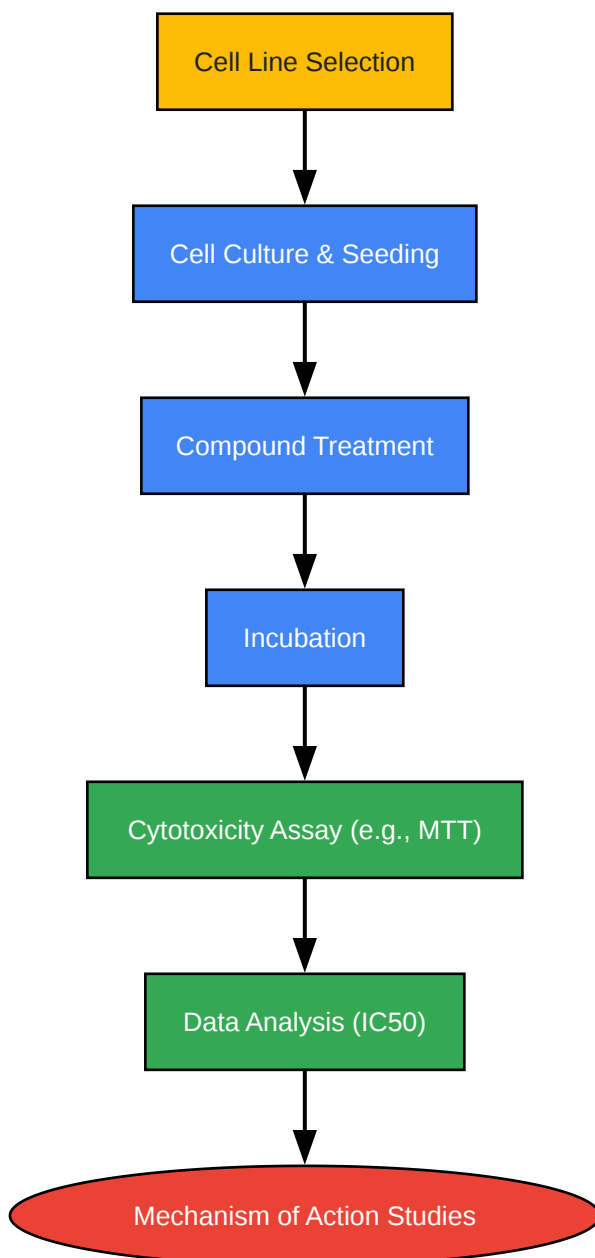 Cell Line Selection
Cell Culture & Seeding
Compound Treatment
Incubation
Cytotoxicity Assay (e.g., MTT)
Data Analysis (IC50)
Mechanism of Action Studies